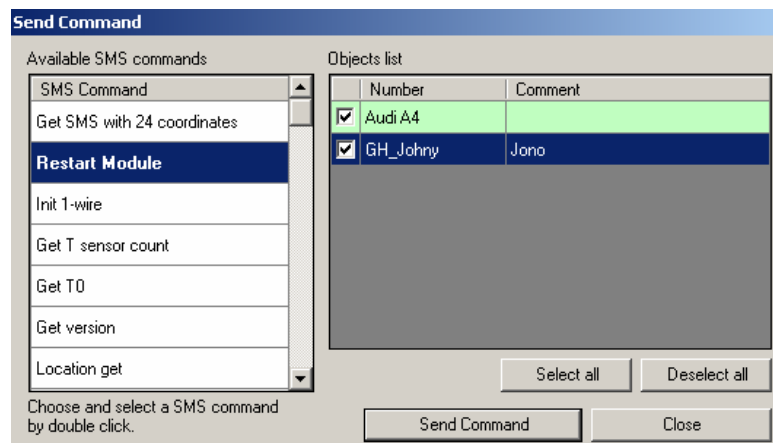 Send Command
Available SMS commands
SMS Command
Get SMS with 24 coordinates
Restart Module
Init 1-wire
Get T sensor count
Get T0
Get version
Location get
Choose and select a SMS command
by double click.
Objects list
Number Comment
Audi A4
GH_Johny Jono
Select all Deselect all
Send Command Close